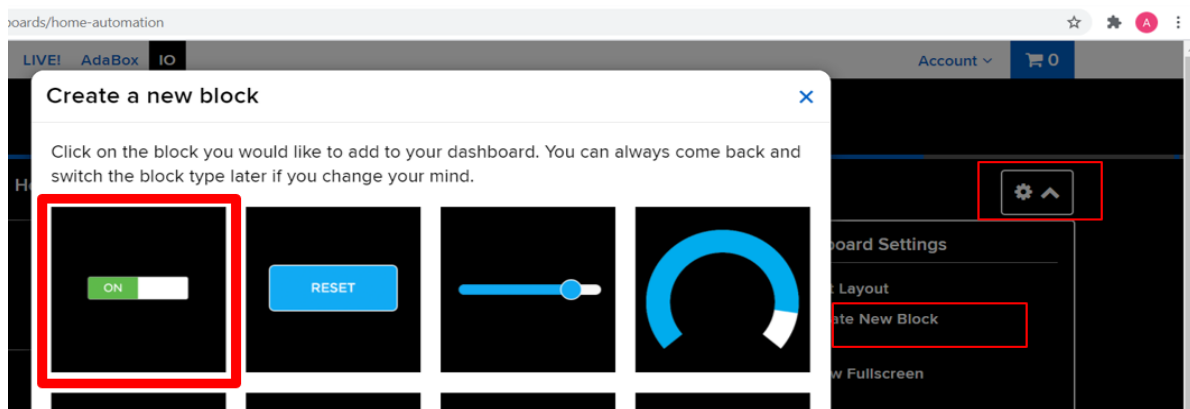 boards/home-automation
A
LIVE! AdaBox IO Account 0
Create a new block
Click on the block you would like to add to your dashboard. You can always come back and
switch the block type later if you change your mind.
ON
RESET
board Settings
Layout
ate New Block
w Fullscreen